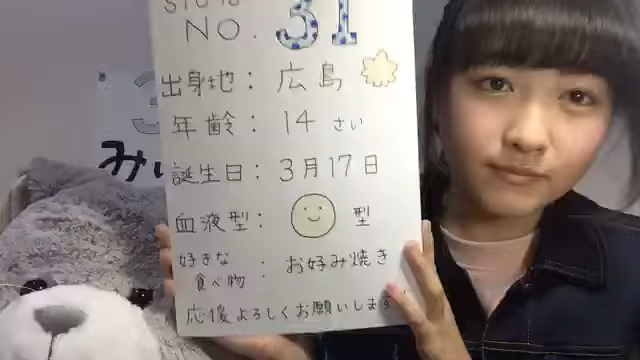 NO. 31
出身地: 広島
年齢: 14さい
誕生日: 3月17日
血液型: 型
好きな
食べ物: お好み焼き
応援よろしくお願いします